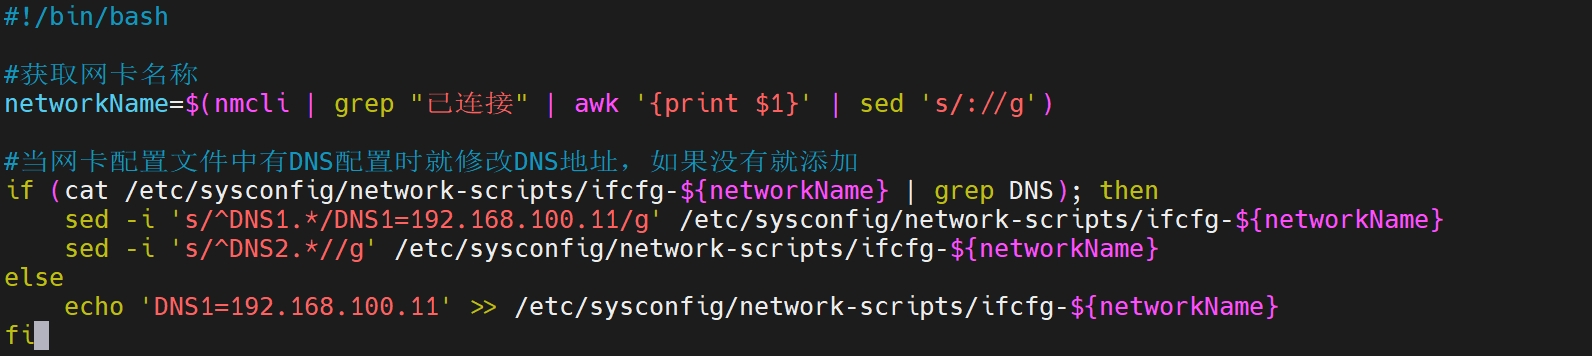 #!/bin/bash
#获取网卡名称
networkName=$(nmcli | grep "已连接" | awk '{print $1}' | sed 's/://g')
#当网卡配置文件中有DNS配置时就修改DNS地址，如果没有就添加
if (cat /etc/sysconfig/network-scripts/ifcfg-${networkName} | grep DNS); then
    sed -i 's/^DNS1.*/DNS1=192.168.100.11/g' /etc/sysconfig/network-scripts/ifcfg-${networkName}
    sed -i 's/^DNS2.*//g' /etc/sysconfig/network-scripts/ifcfg-${networkName}
else
    echo 'DNS1=192.168.100.11' >> /etc/sysconfig/network-scripts/ifcfg-${networkName}
fi